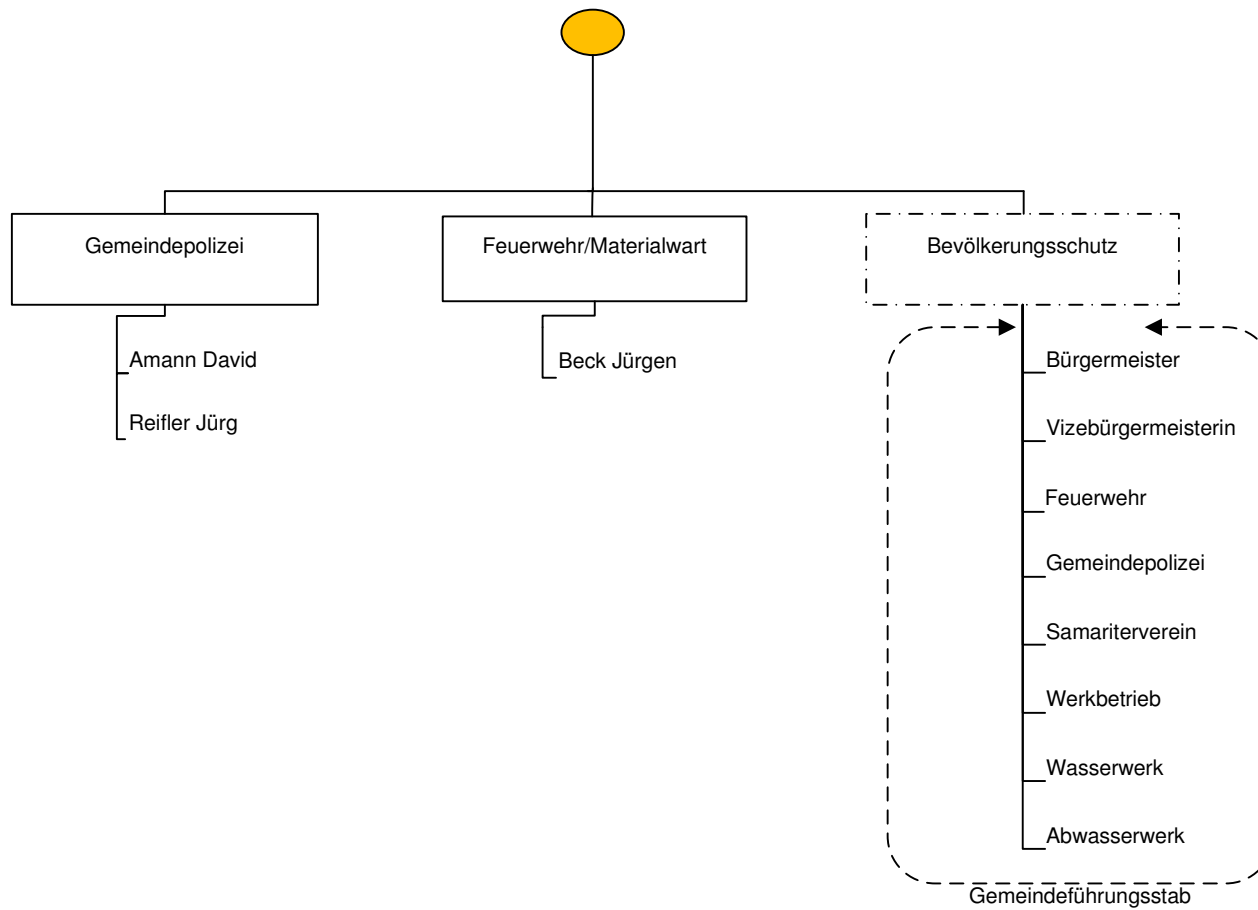 Gemeindepolizei
Amann David
Reifler Jürg
Feuerwehr/Materialwart
Beck Jürgen
Bevölkerungsschutz
Bürgermeister
Vizebürgermeisterin
Feuerwehr
Gemeindepolizei
Samariterverein
Werkbetrieb
Wasserwerk
Abwasserwerk
Gemeindeführungsstab